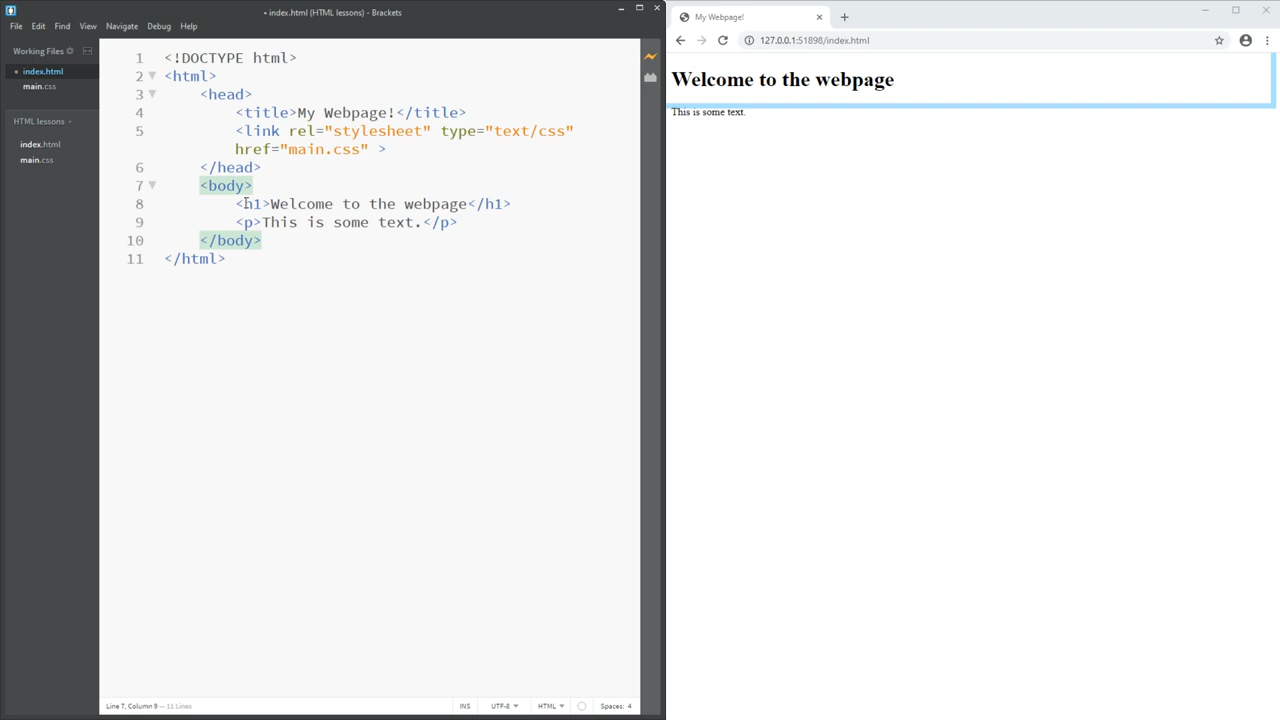 • index.html (HTML lessons) - Brackets
File Edit Find View Navigate Debug Help
Working Files
• index.html
main.css
HTML lessons
index.html
main.css
1 <!DOCTYPE html>
2 <html>
3 <head>
4 <title>My Webpage!</title>
5 <link rel="stylesheet" type="text/css"
href="main.css" >
6 </head>
7 <body>
8 <h1>Welcome to the webpage</h1>
9 <p>This is some text.</p>
10 </body>
11 </html>
Line 7, Column 9 — 11 Lines
INS UTF-8 HTML Spaces: 4
My Webpage!
127.0.0.1:51898/index.html
Welcome to the webpage
This is some text.